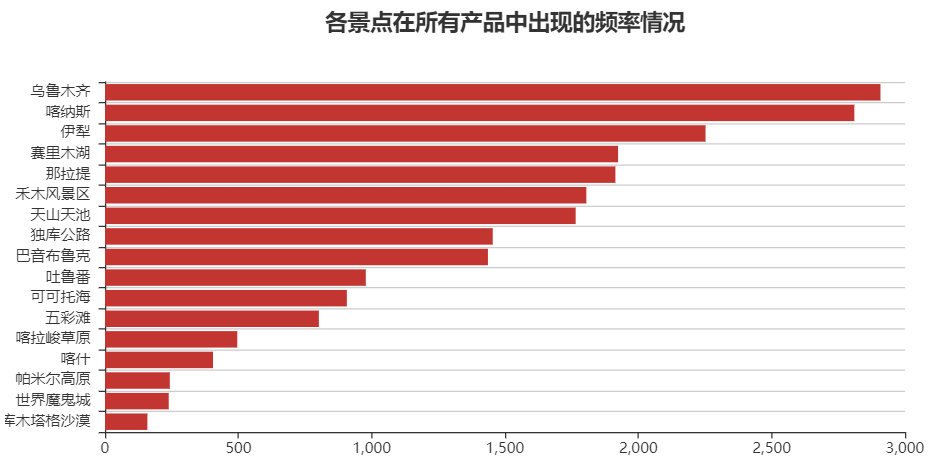 各景点在所有产品中出现的频率情况
乌鲁木齐
喀纳斯
伊犁
赛里木湖
那拉提
禾木风景区
天山天池
独库公路
巴音布鲁克
吐鲁番
可可托海
五彩滩
喀拉峻草原
喀什
帕米尔高原
世界魔鬼城
库木塔格沙漠
0 500 1,000 1,500 2,000 2,500 3,000